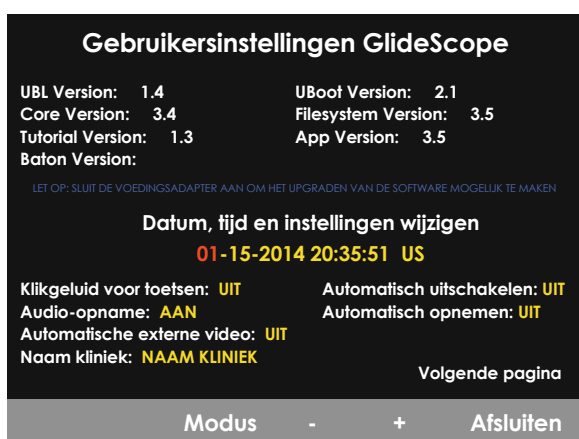 Gebruikersinstellingen GlideScope
UBL Version: 1.4
UBoot Version: 2.1
Core Version: 3.4
Filesystem Version: 3.5
Tutorial Version: 1.3
App Version: 3.5
Baton Version:
LET OP: SLUIT DE VOEDINGSADAPTER AAN OM HET UPGRADEN VAN DE SOFTWARE MOGELIJK TE MAKEN
Datum, tijd en instellingen wijzigen
01-15-2014 20:35:51 US
Klikgeluid voor toetsen: UIT
Automatisch uitschakelen: UIT
Audio-opname: AAN
Automatisch opnemen: UIT
Automatische externe video: UIT
Naam kliniek: NAAM KLINIEK
Volgende pagina
Modus - + Afsluiten